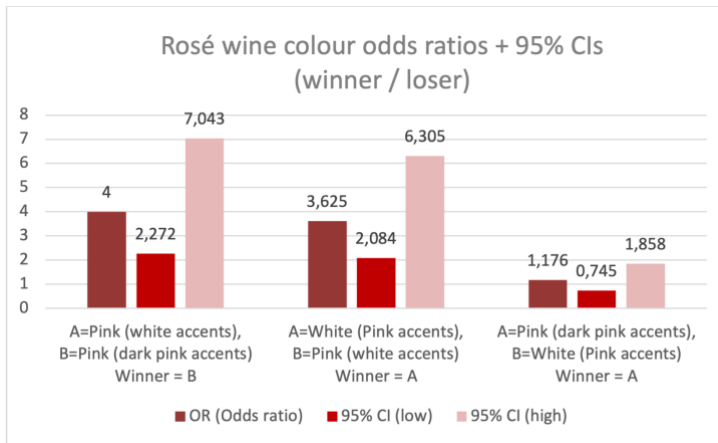 Rosé wine colour odds ratios + 95% CIs
(winner / loser)
8
7
6
5
4
3
2
1
0
4
2,272
7,043
3,625
2,084
6,305
1,176
0,745
1,858
A=Pink (white accents),
B=Pink (dark pink accents)
Winner = B
A=White (Pink accents),
B=Pink (white accents)
Winner = A
A=Pink (dark pink accents),
B=White (Pink accents)
Winner = A
OR (Odds ratio)
95% CI (low)
95% CI (high)